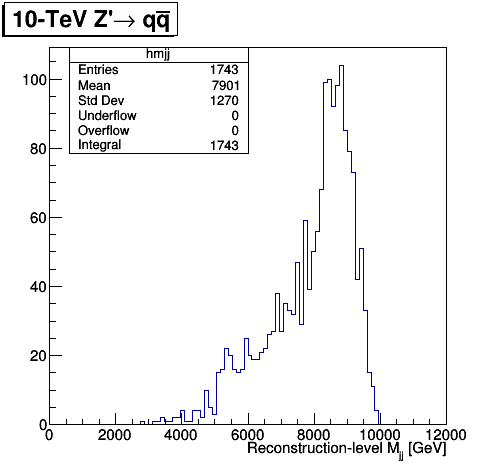 10-TeV Z'→ qq̅
hmjj
Entries 1743
Mean 7901
Std Dev 1270
Underflow 0
Overflow 0
Integral 1743
100
80
60
40
20
0
0 2000 4000 6000 8000 10000 12000
Reconstruction-level Mjj [GeV]